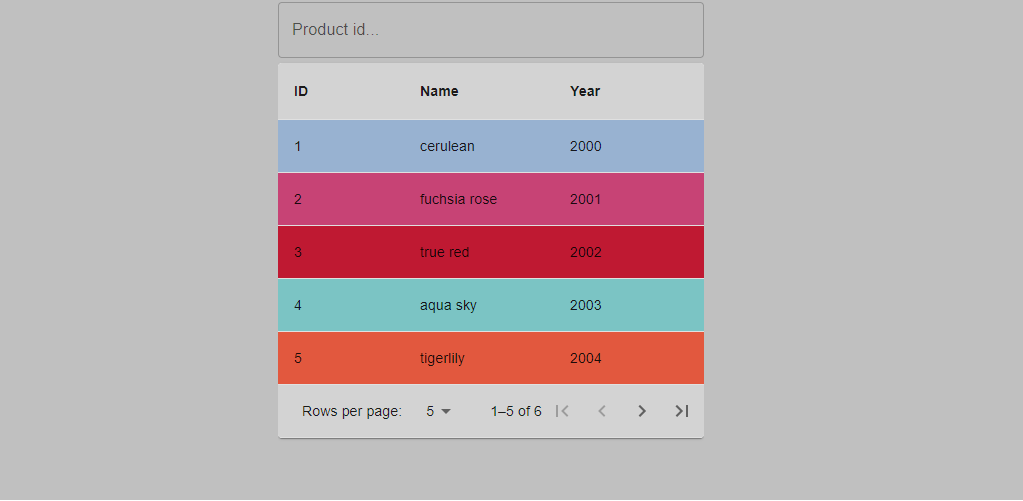 Product id...
ID Name Year
1 cerulean 2000
2 fuchsia rose 2001
3 true red 2002
4 aqua sky 2003
5 tigerlily 2004
Rows per page: 5 1–5 of 6